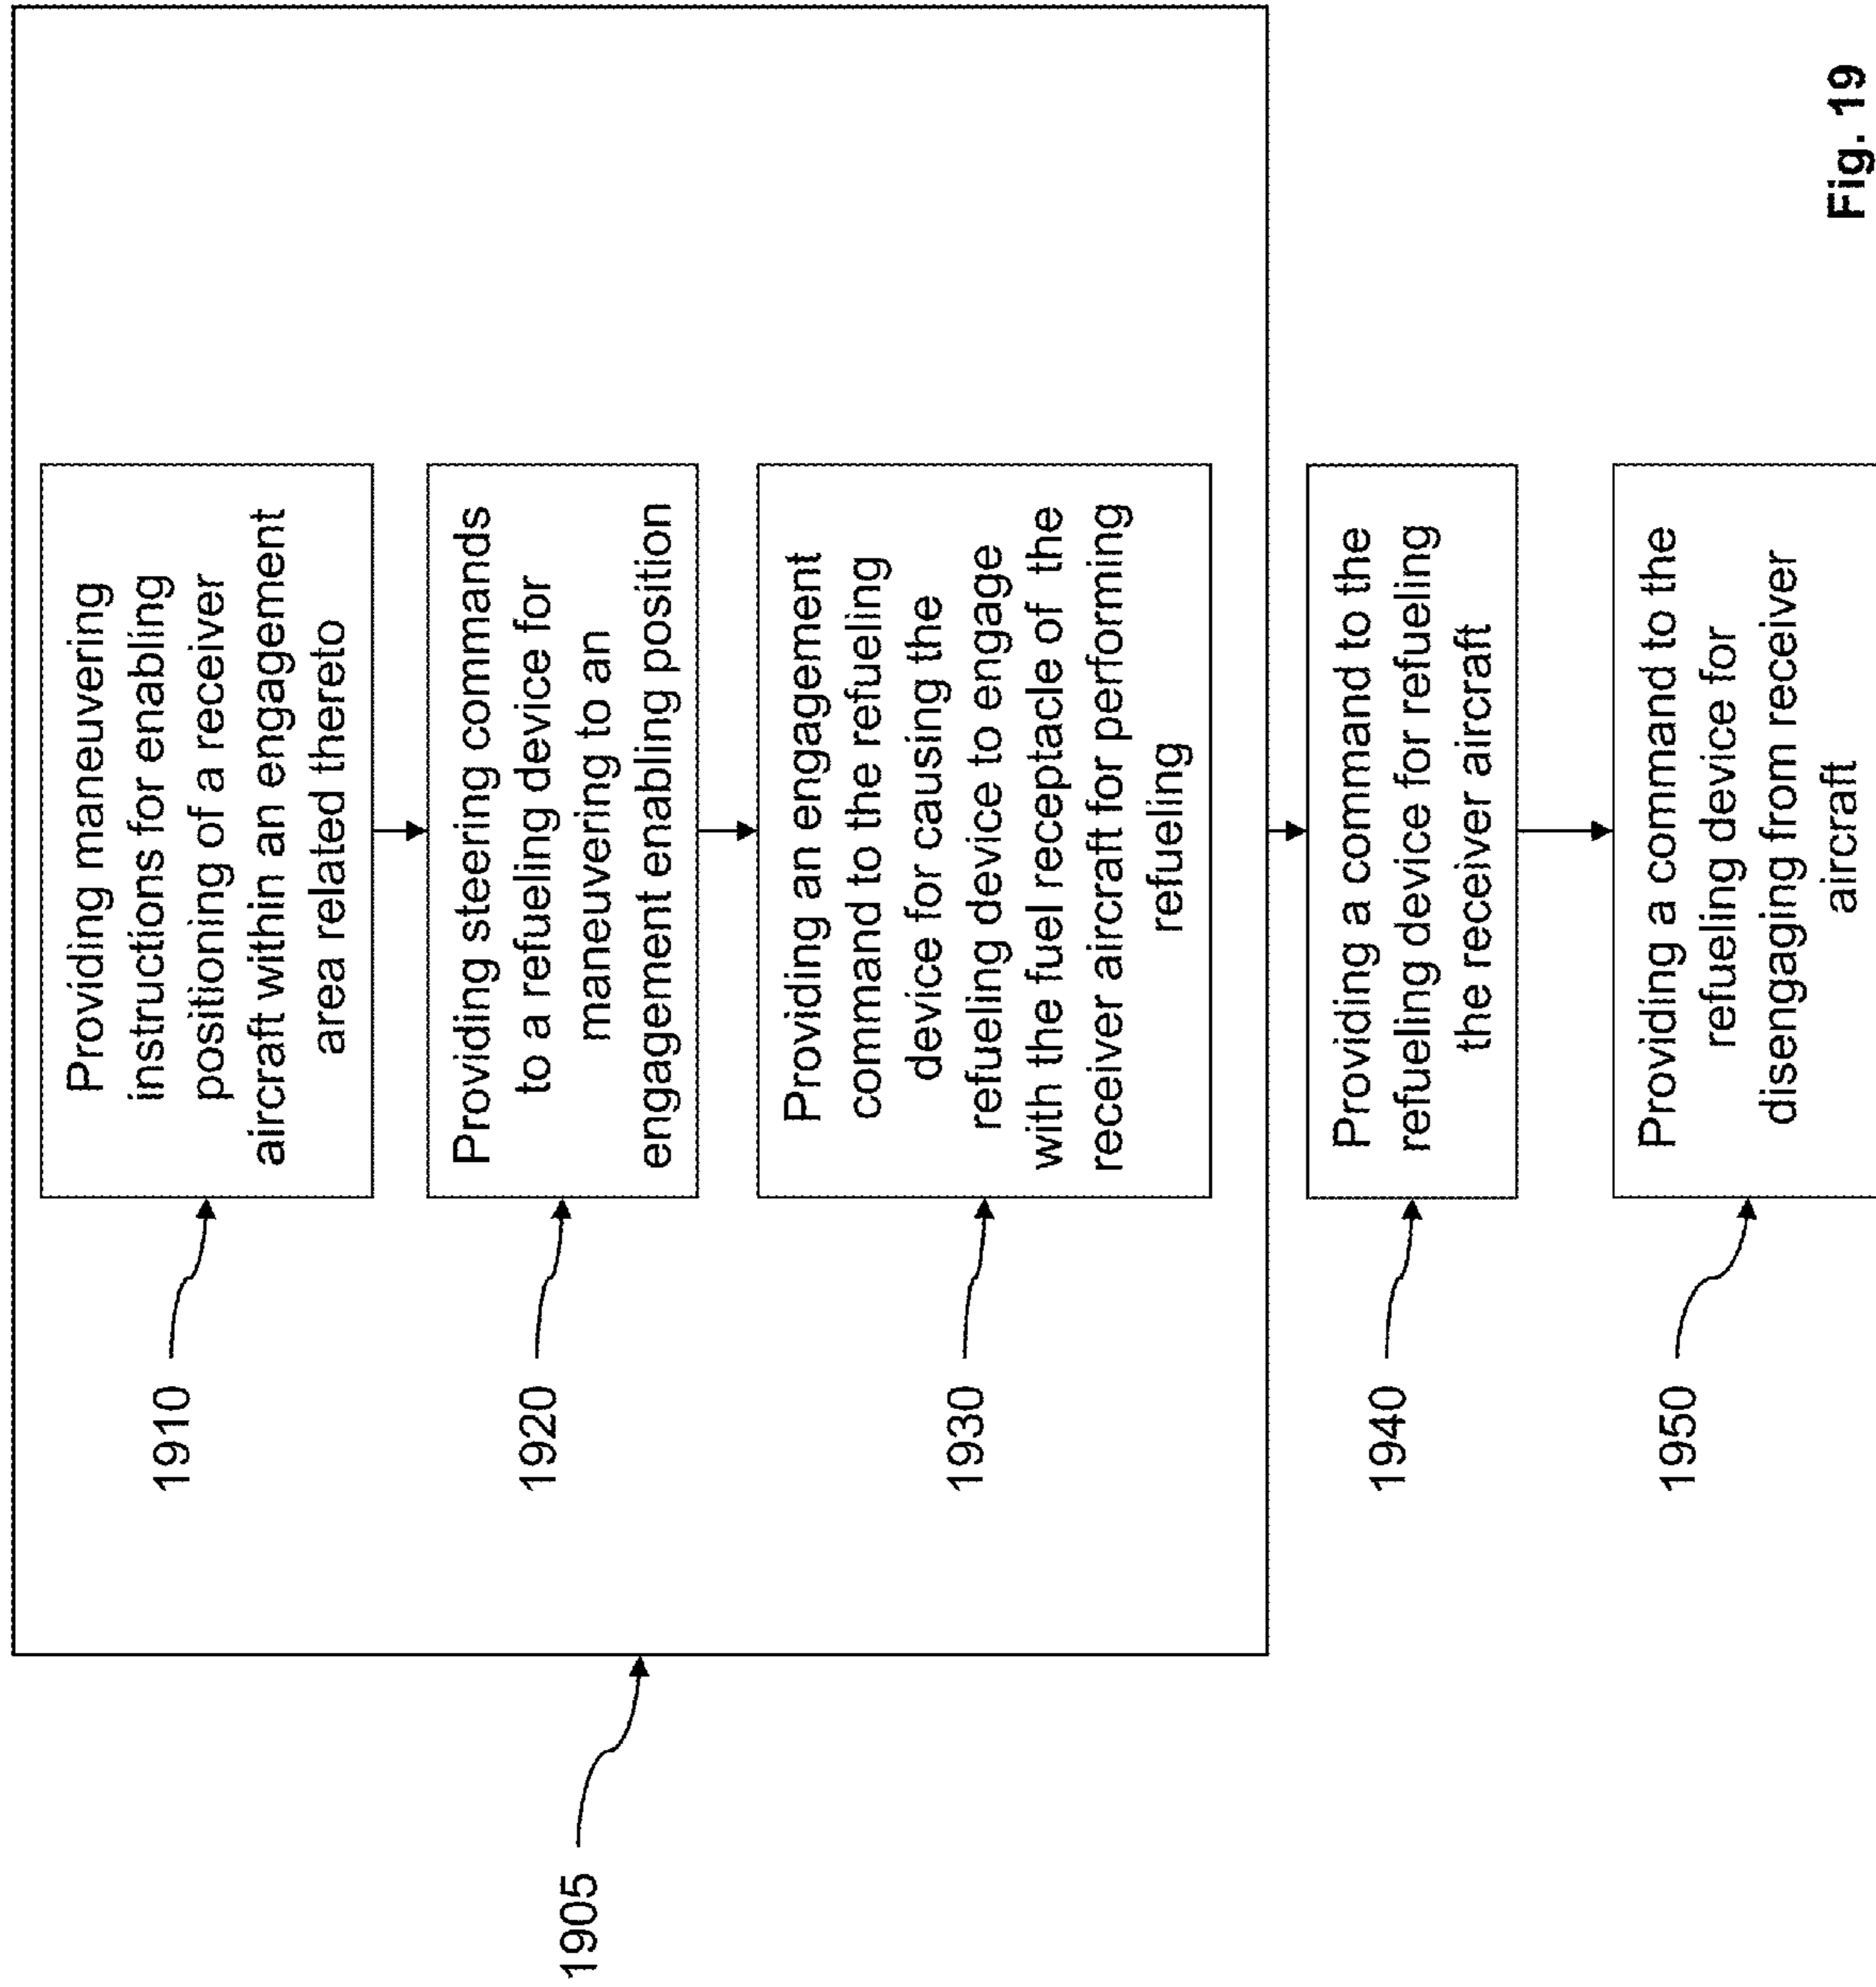 1905
1910
Providing maneuvering
instructions for enabling
positioning of a receiver
aircraft within an engagement
area related thereto
1920
Providing steering commands
to a refueling device for
maneuvering to an
engagement enabling position
1930
Providing an engagement
command to the refueling
device for causing the
refueling device to engage
with the fuel receptacle of the
receiver aircraft for performing
refueling
1940
Providing a command to the
refuelling device for refueling
the receiver aircraft
1950
Providing a command to the
refueling device for
disengaging from receiver
aircraft
Fig. 19